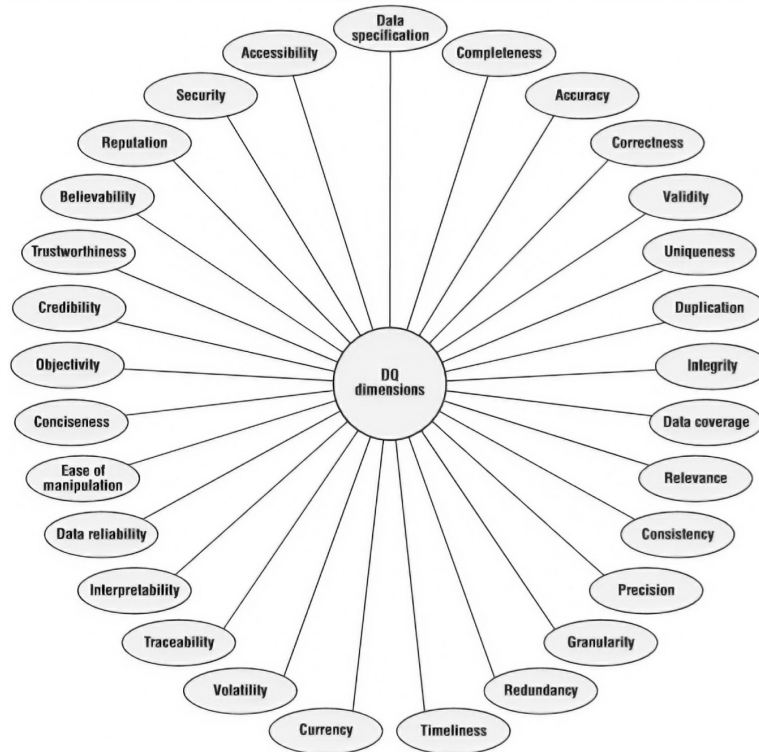 Data
specification
Completeness
Accuracy
Correctness
Validity
Uniqueness
Duplication
Integrity
Data coverage
Relevance
Consistency
Precision
Granularity
Redundancy
Timeliness
Currency
Volatility
Traceability
Interpretability
Data reliability
Ease of
manipulation
Conciseness
Objectivity
Credibility
Trustworthiness
Believability
Reputation
Security
Accessibility
DQ
dimensions